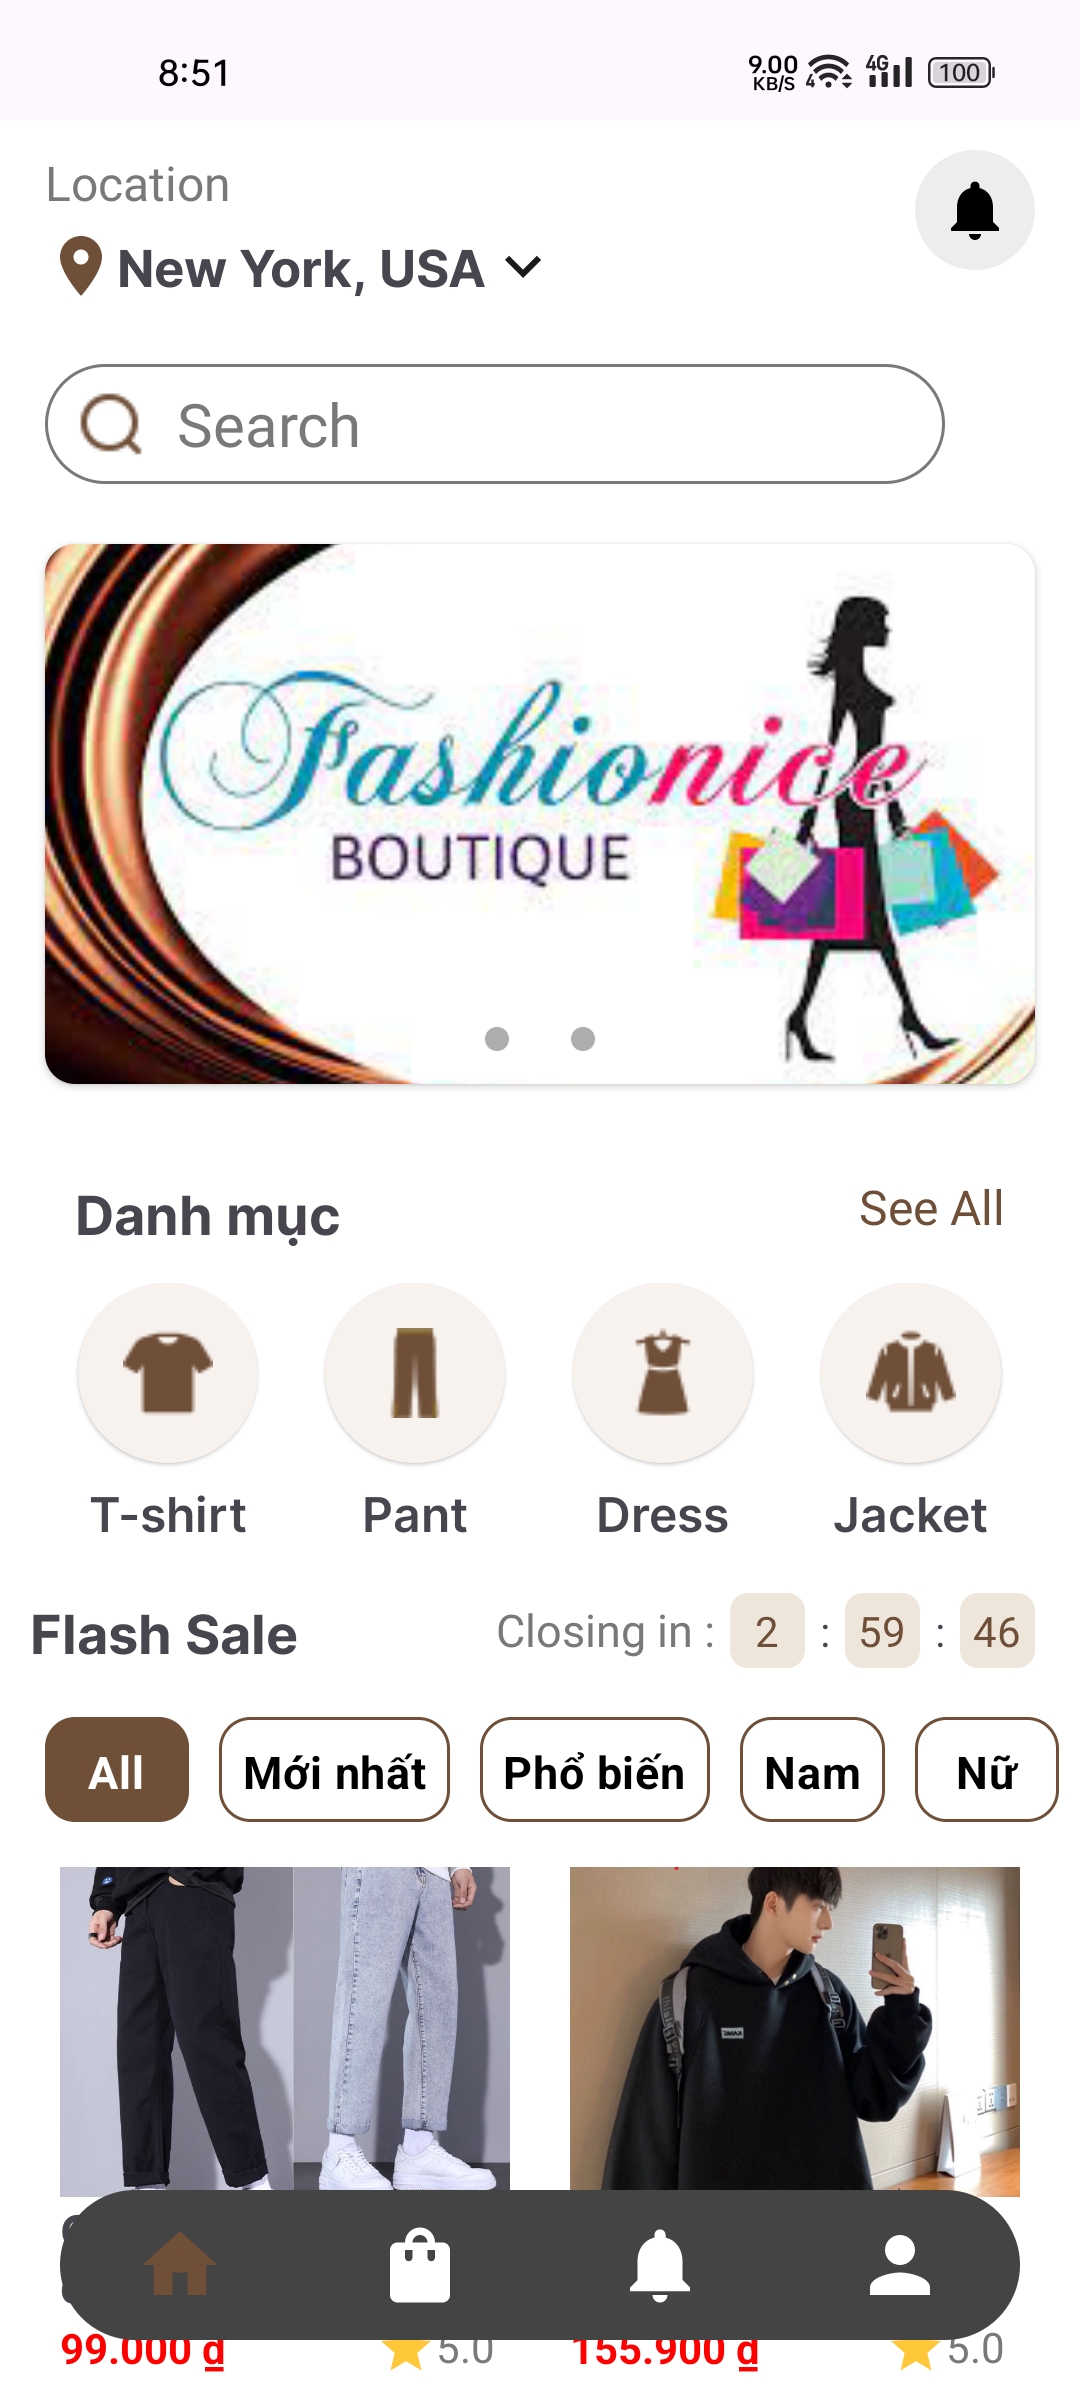 8:51
9.00 KB/S 4 4G 100
Location
New York, USA
Search
Fashionice
BOUTIQUE
Danh mục
See All
T-shirt
Pant
Dress
Jacket
Flash Sale
Closing in : 2 : 59 : 46
All
Mới nhất
Phổ biến
Nam
Nữ
99.000 ₫
5.0
155.900 ₫
5.0